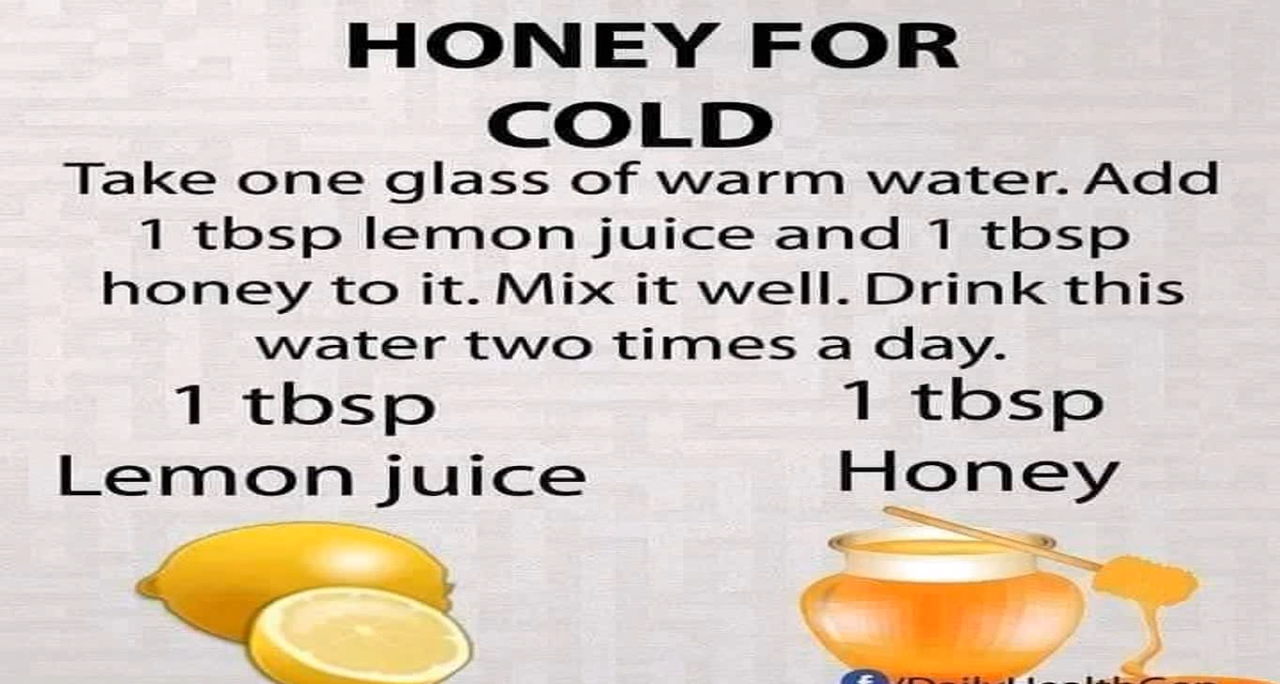 HONEY FOR
COLD
Take one glass of warm water. Add
1 tbsp lemon juice and 1 tbsp
honey to it. Mix it well. Drink this
water two times a day.
1 tbsp
Lemon juice
1 tbsp
Honey